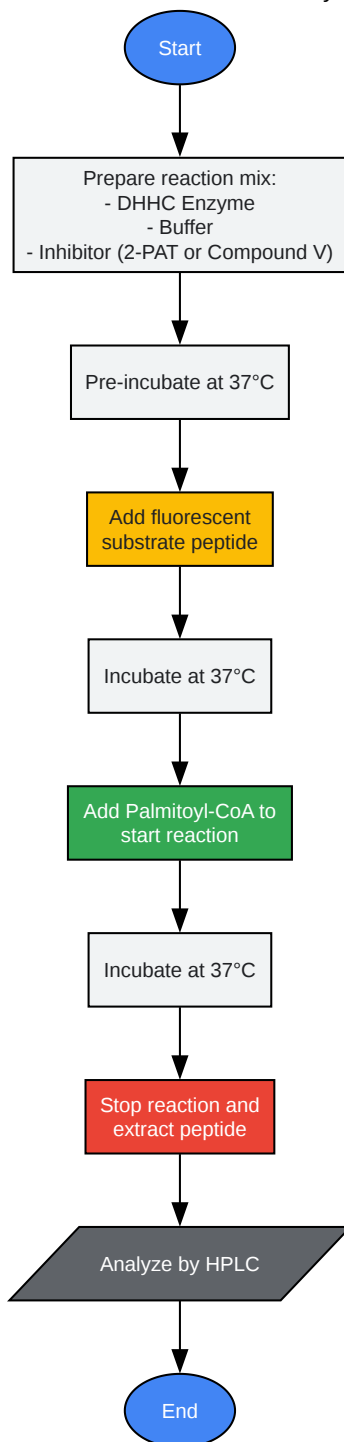 Start
Prepare reaction mix:
- DHHC Enzyme
- Buffer
- Inhibitor (2-PAT or Compound V)
Pre-incubate at 37°C
Add fluorescent
substrate peptide
Incubate at 37°C
Add Palmitoyl-CoA to
start reaction
Incubate at 37°C
Stop reaction and
extract peptide
Analyze by HPLC
End